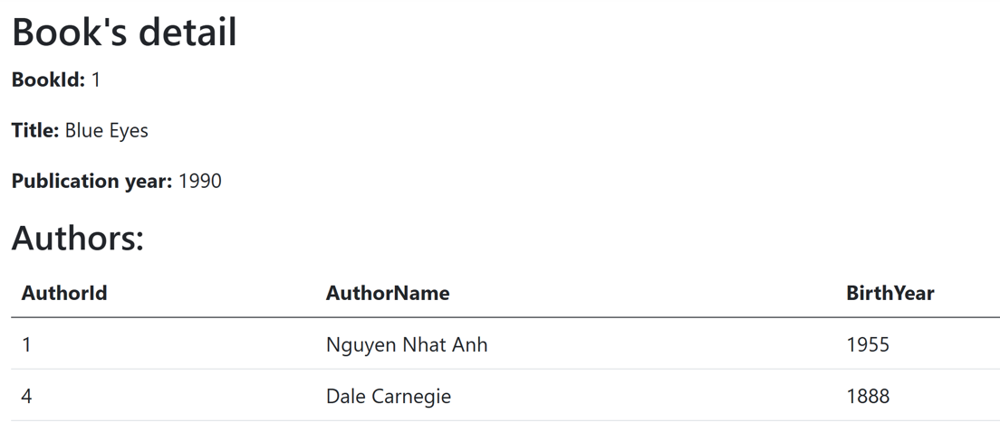 Book's detail
BookId: 1
Title: Blue Eyes
Publication year: 1990
Authors:
AuthorId AuthorName BirthYear
1 Nguyen Nhat Anh 1955
4 Dale Carnegie 1888